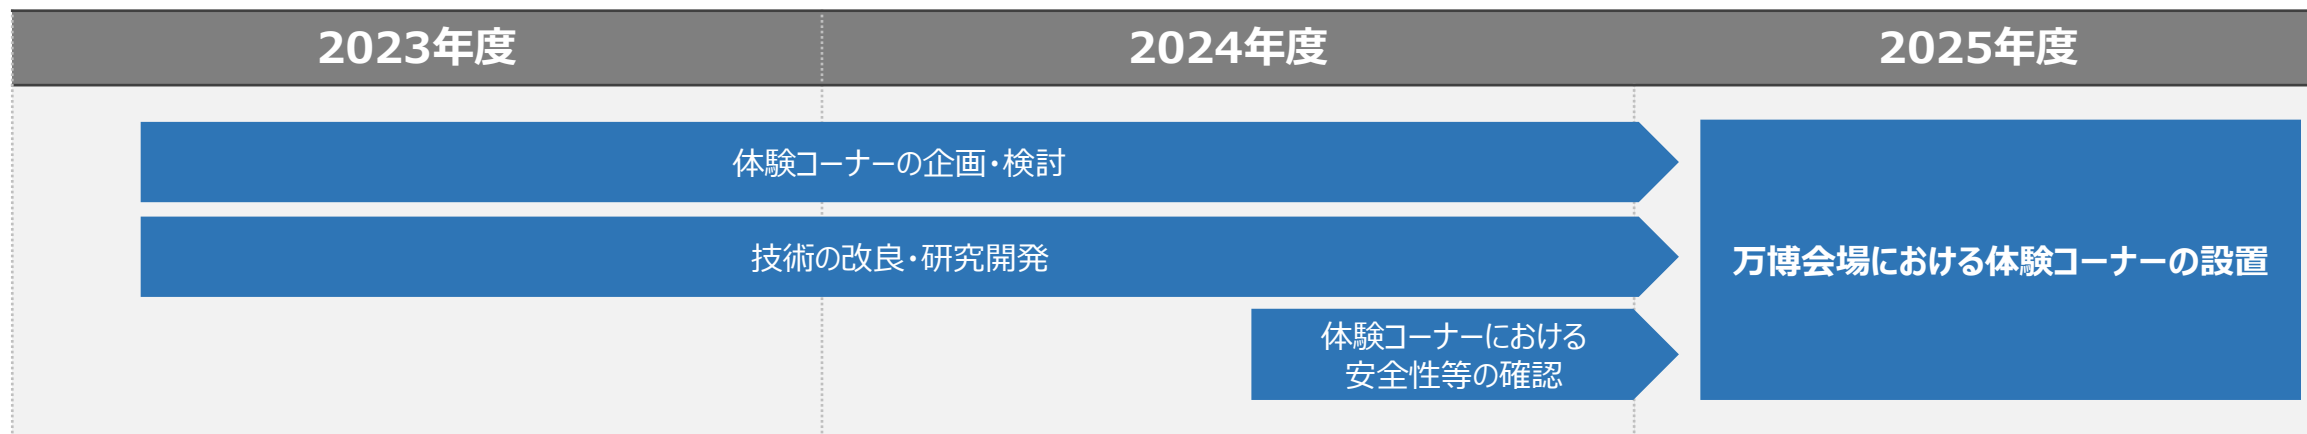 2023年度
2024年度
2025年度
体験コーナーの企画・検討
技術の改良・研究開発
体験コーナーにおける
安全性等の確認
万博会場における体験コーナーの設置